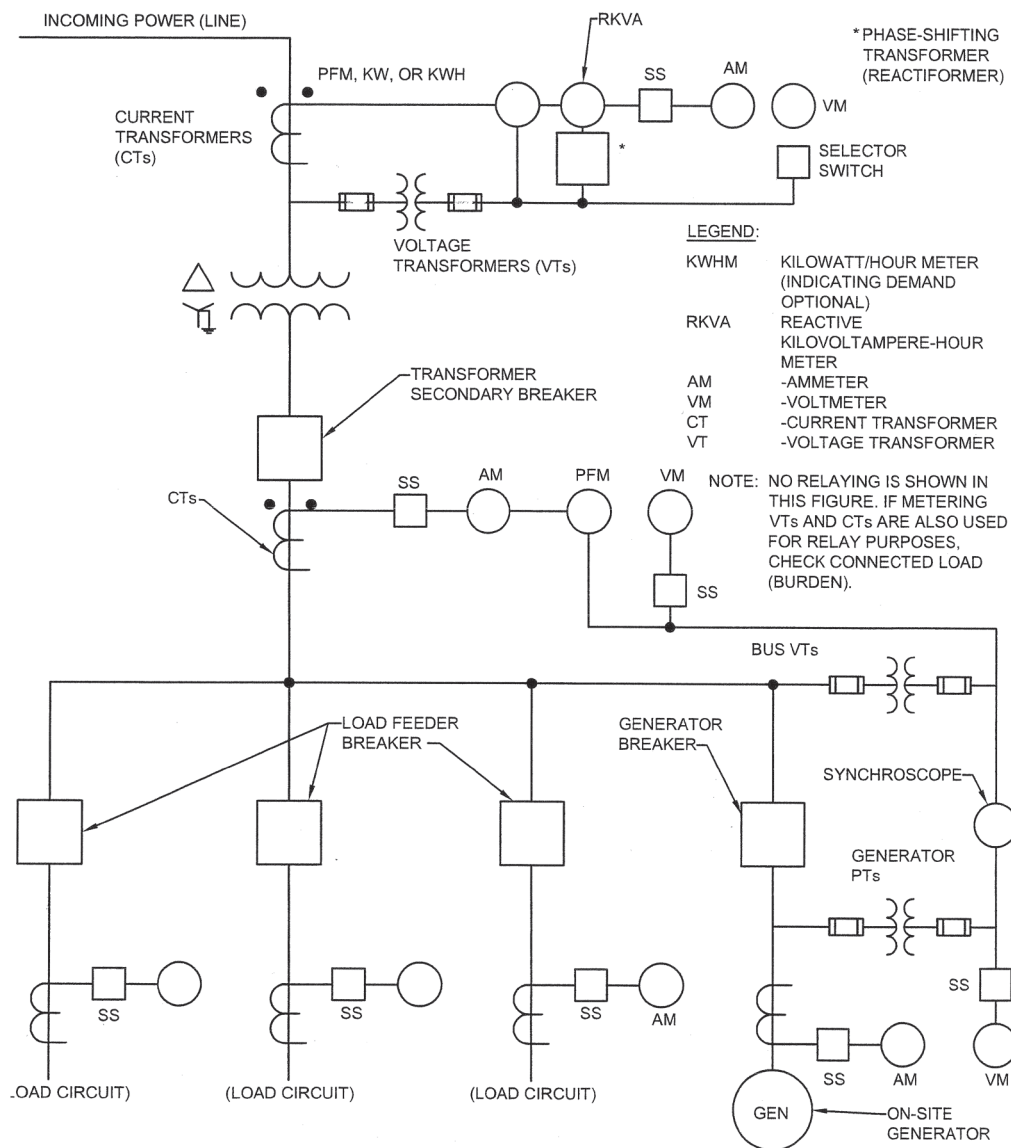 INCOMING POWER (LINE)
RKVA
* PHASE-SHIFTING
TRANSFORMER
(REACTIFORMER)
PFM, KW, OR KWH
SS
AM
VM
CURRENT
TRANSFORMERS
(CTs)
*
SELECTOR
SWITCH
VOLTAGE
TRANSFORMERS (VTs)
LEGEND:
KWHM KILOWATT/HOUR METER
(INDICATING DEMAND
OPTIONAL)
RKVA REACTIVE
KILOVOLTAMPERE-HOUR
METER
AM -AMMETER
VM -VOLTMETER
CT -CURRENT TRANSFORMER
VT -VOLTAGE TRANSFORMER
TRANSFORMER
SECONDARY BREAKER
NOTE: NO RELAYING IS SHOWN IN
THIS FIGURE. IF METERING
VTs AND CTs ARE ALSO USED
FOR RELAY PURPOSES,
CHECK CONNECTED LOAD
(BURDEN).
CTs
SS
AM
PFM
VM
SS
BUS VTs
LOAD FEEDER
BREAKER
GENERATOR
BREAKER
SYNCHROSCOPE
GENERATOR
PTs
SS
SS
SS
AM
SS
SS
AM
VM
LOAD CIRCUIT)
(LOAD CIRCUIT)
(LOAD CIRCUIT)
GEN
ON-SITE
GENERATOR